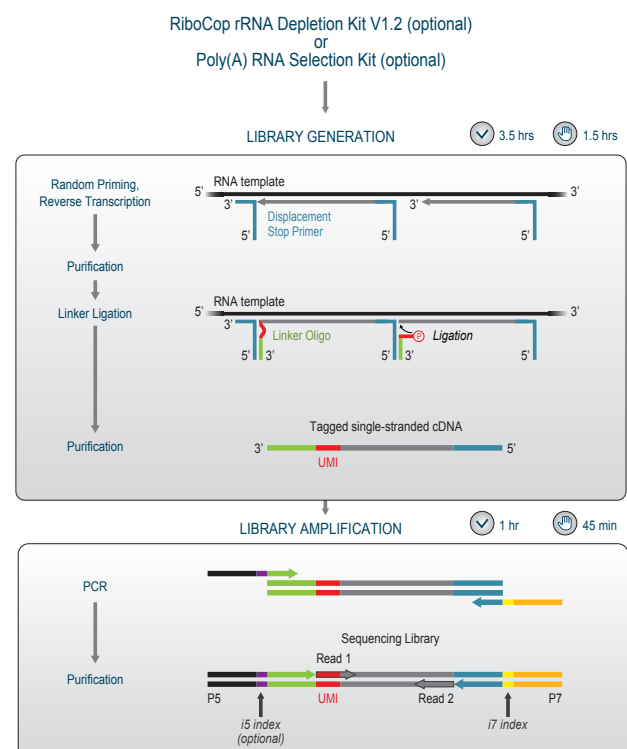 RiboCop rRNA Depletion Kit V1.2 (optional)
or
Poly(A) RNA Selection Kit (optional)
LIBRARY GENERATION
3.5 hrs
1.5 hrs
Random Priming,
Reverse Transcription
RNA template
5’
3’
3’
3’
Displacement
Stop Primer
5’
5’
5’
Purification
Linker Ligation
RNA template
5’
3’
3’
Linker Oligo
P
Ligation
5’
3’
5’
3’
5’
Purification
Tagged single-stranded cDNA
3’
5’
UMI
LIBRARY AMPLIFICATION
1 hr
45 min
PCR
Sequencing Library
Read 1
Purification
P5
UMI
Read 2
P7
i5 index
(optional)
i7 index